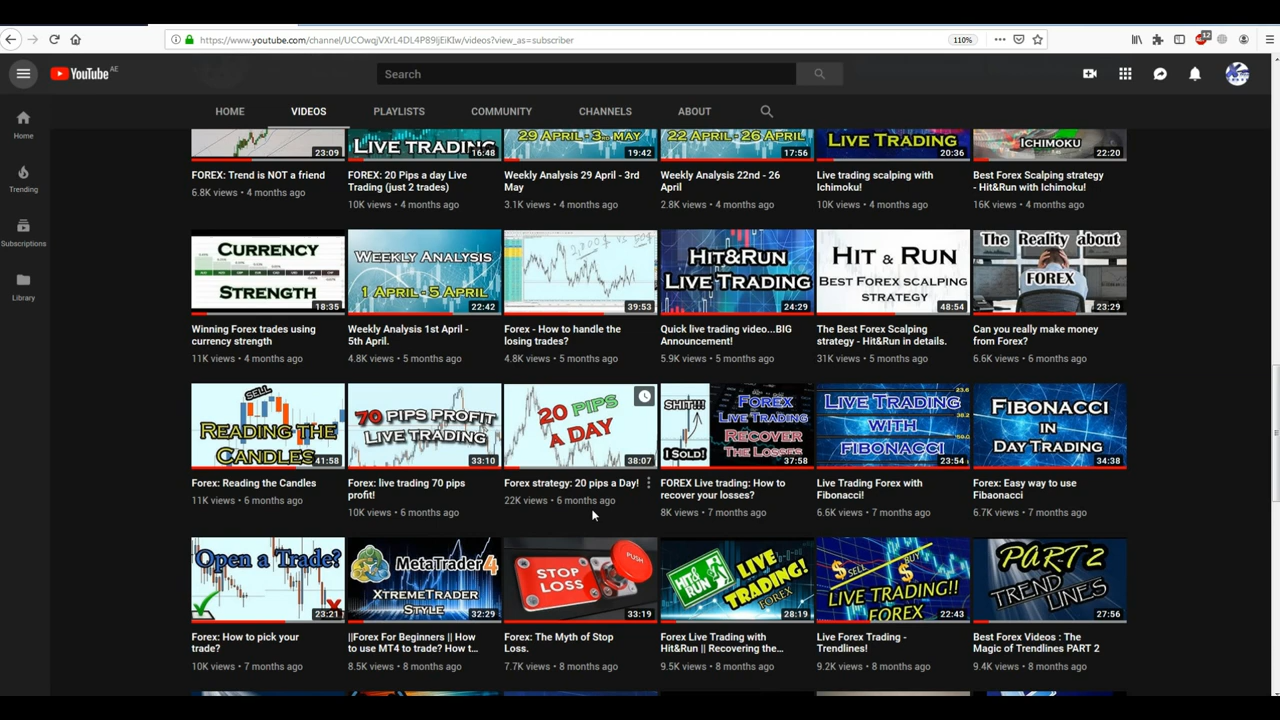 https://www.youtube.com/channel/UCOwqjVXrL4DL4P89ljEiKIw/videos?view_as=subscriber
110%
12
YouTube AE
Search
Home
Trending
Subscriptions
Library
HOME VIDEOS PLAYLISTS COMMUNITY CHANNELS ABOUT
23:09
LIVE TRADING
16:48
29 APRIL - 3RD MAY
19:42
22 APRIL - 26 APRIL
17:56
LIVE TRADING
20:36
ICHIMOKU
22:20
FOREX: Trend is NOT a friend
6.8K views • 4 months ago
FOREX: 20 Pips a day Live
Trading (just 2 trades)
10K views • 4 months ago
Weekly Analysis 29 April - 3rd
May
3.1K views • 4 months ago
Weekly Analysis 22nd - 26
April
2.8K views • 4 months ago
Live trading scalping with
Ichimoku!
10K views • 4 months ago
Best Forex Scalping strategy
- Hit&Run with Ichimoku!
16K views • 4 months ago
CURRENCY
STRENGTH
18:35
WEEKLY ANALYSIS
1 APRIL - 5 APRIL
22:42
39:53
HIT&RUN
LIVE TRADING
24:29
HIT & RUN
BEST FOREX SCALPING
STRATEGY
48:54
The Reality about
FOREX
23:29
Winning Forex trades using
currency strength
11K views • 4 months ago
Weekly Analysis 1st April -
5th April.
4.8K views • 5 months ago
Forex - How to handle the
losing trades?
4.8K views • 5 months ago
Quick live trading video...BIG
Announcement!
5.9K views • 5 months ago
The Best Forex Scalping
strategy - Hit&Run in details.
31K views • 5 months ago
Can you really make money
from Forex?
6.6K views • 6 months ago
SELL
READING THE
CANDLES
41:58
70 PIPS PROFIT
LIVE TRADING
33:10
20 PIPS
A DAY
38:07
SHIT!!!
I SOLD!
FOREX
LIVE TRADING
RECOVER
THE LOSSES
37:58
LIVE TRADING
WITH
FIBONACCI
23.6
38.2
50.0
23:54
FIBONACCI
IN
DAY TRADING
34:38
Forex: Reading the Candles
11K views • 6 months ago
Forex: live trading 70 pips
profit!
10K views • 6 months ago
Forex strategy: 20 pips a Day!
22K views • 6 months ago
FOREX Live trading: How to
recover your losses?
8K views • 7 months ago
Live Trading Forex with
Fibonacci!
6.6K views • 7 months ago
Forex: Easy way to use
Fibaonacci
6.7K views • 7 months ago
Open a Trade?
23:21
MetaTrader 4
XTREMETRADER
STYLE
32:29
STOP
LOSS
PUSH
33:19
HIT&
RUN
LIVE
TRADING!
FOREX
28:19
SELL
BUY
LIVE TRADING!!
FOREX
22:43
PART 2
TREND
LINES
27:56
Forex: How to pick your
trade?
10K views • 7 months ago
||Forex For Beginners || How
to use MT4 to trade? How t...
8.5K views • 8 months ago
Forex: The Myth of Stop
Loss.
7.7K views • 8 months ago
Forex Live Trading with
Hit&Run || Recovering the...
9.5K views • 8 months ago
Live Forex Trading -
Trendlines!
9.2K views • 8 months ago
Best Forex Videos : The
Magic of Trendlines PART 2
9.4K views • 8 months ago